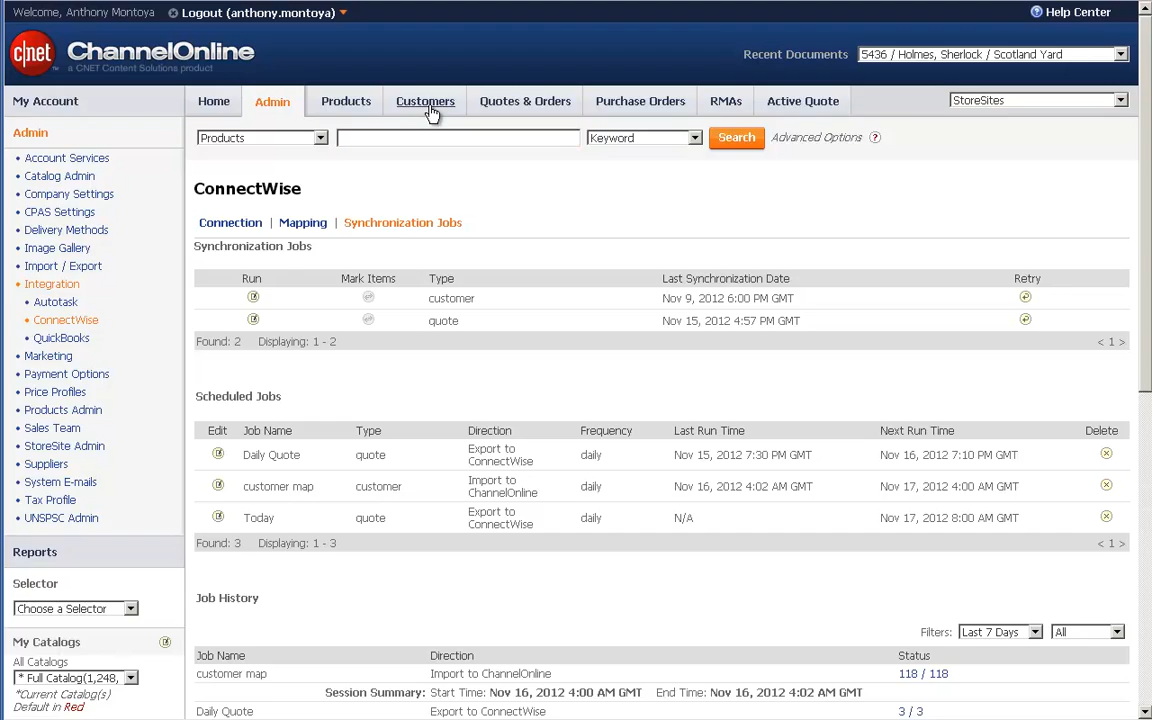 Welcome, Anthony Montoya Logout (anthony.montoya) Help Center
c|net ChannelOnline
a CNET Content Solutions product
Recent Documents 5436 / Holmes, Sherlock / Scotland Yard
My Account Home Admin Products Customers Quotes & Orders Purchase Orders RMAs Active Quote StoreSites
Admin
Products Keyword Search Advanced Options ?
• Account Services
• Catalog Admin
• Company Settings
• CPAS Settings
• Delivery Methods
• Image Gallery
• Import / Export
• Integration
• Autotask
• ConnectWise
• QuickBooks
• Marketing
• Payment Options
• Price Profiles
• Products Admin
• Sales Team
• StoreSite Admin
• Suppliers
• System E-mails
• Tax Profile
• UNSPSC Admin
Reports
Selector
Choose a Selector
My Catalogs
All Catalogs
* Full Catalog(1,248,
*Current Catalog(s)
Default in Red
ConnectWise
Connection | Mapping | Synchronization Jobs
Synchronization Jobs
Run Mark Items Type Last Synchronization Date Retry
customer Nov 9, 2012 6:00 PM GMT
quote Nov 15, 2012 4:57 PM GMT
Found: 2 Displaying: 1 - 2 < 1 >
Scheduled Jobs
Edit Job Name Type Direction Frequency Last Run Time Next Run Time Delete
Daily Quote quote Export to ConnectWise daily Nov 15, 2012 7:30 PM GMT Nov 16, 2012 7:10 PM GMT
customer map customer Import to ChannelOnline daily Nov 16, 2012 4:02 AM GMT Nov 17, 2012 4:00 AM GMT
Today quote Export to ConnectWise daily N/A Nov 17, 2012 8:00 AM GMT
Found: 3 Displaying: 1 - 3 < 1 >
Job History
Filters: Last 7 Days All
Job Name Direction Status
customer map Import to ChannelOnline 118 / 118
Session Summary: Start Time: Nov 16, 2012 4:00 AM GMT End Time: Nov 16, 2012 4:02 AM GMT
Daily Quote Export to ConnectWise 3 / 3